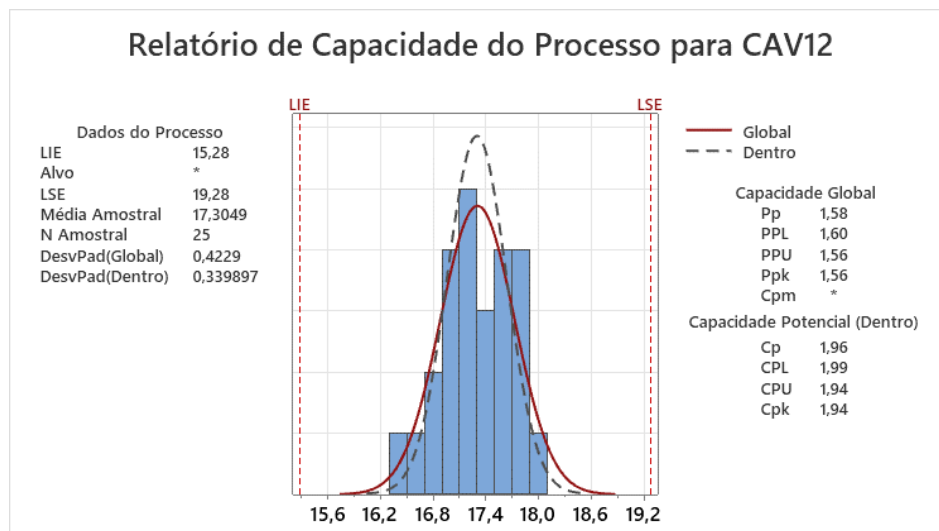 Relatório de Capacidade do Processo para CAV12
LIE
LSE
Dados do Processo
LIE 15,28
Alvo *
LSE 19,28
Média Amostral 17,3049
N Amostral 25
DesvPad(Global) 0,4229
DesvPad(Dentro) 0,339897
Global
Dentro
Capacidade Global
Pp 1,58
PPL 1,60
PPU 1,56
Ppk 1,56
Cpm *
Capacidade Potencial (Dentro)
Cp 1,96
CPL 1,99
CPU 1,94
Cpk 1,94
15,6 16,2 16,8 17,4 18,0 18,6 19,2